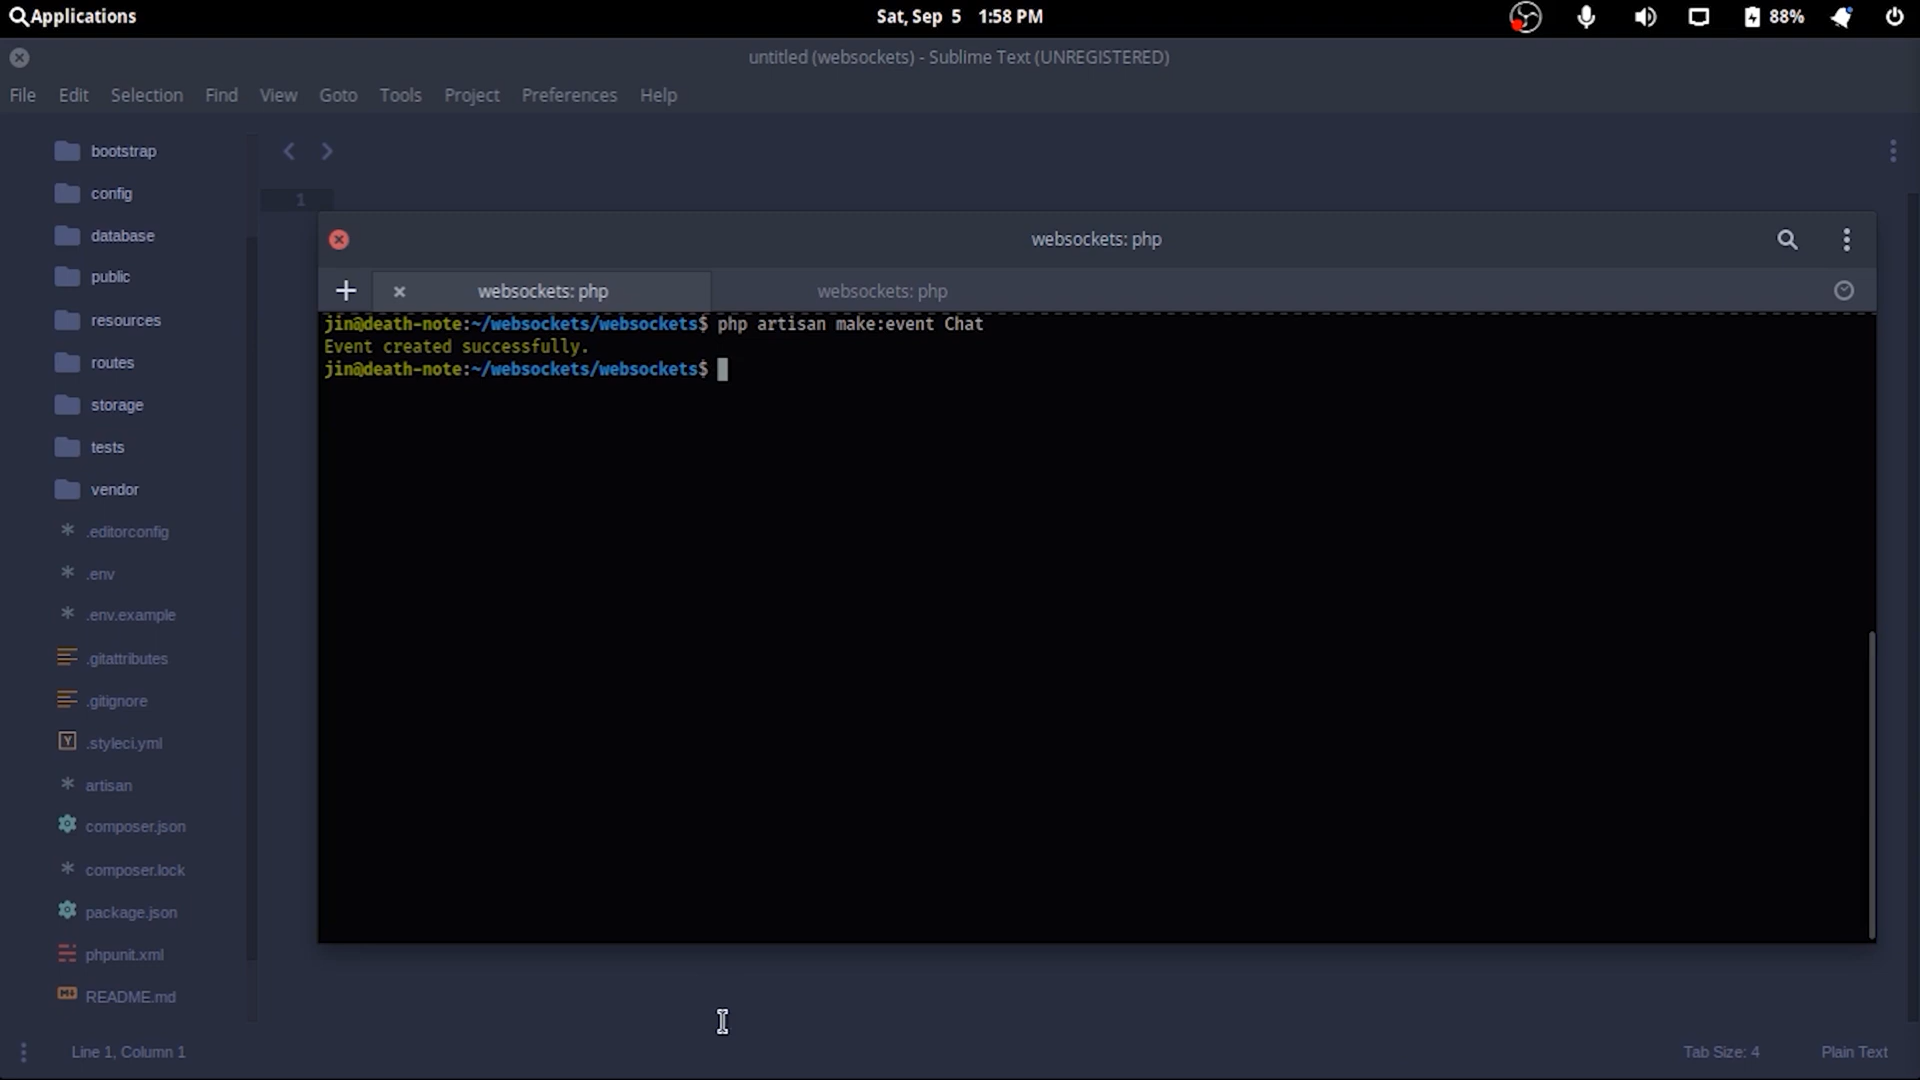 Applications
Sat, Sep 5 1:58 PM
88%
untitled (websockets) - Sublime Text (UNREGISTERED)
File Edit Selection Find View Goto Tools Project Preferences Help
bootstrap
config
database
public
resources
routes
storage
tests
vendor
.editorconfig
.env
.env.example
.gitattributes
.gitignore
.styleci.yml
artisan
composer.json
composer.lock
package.json
phpunit.xml
README.md
1
websockets: php
websockets: php websockets: php
jin@death-note:~/websockets/websockets$ php artisan make:event Chat
Event created successfully.
jin@death-note:~/websockets/websockets$
Line 1, Column 1
Tab Size: 4 Plain Text